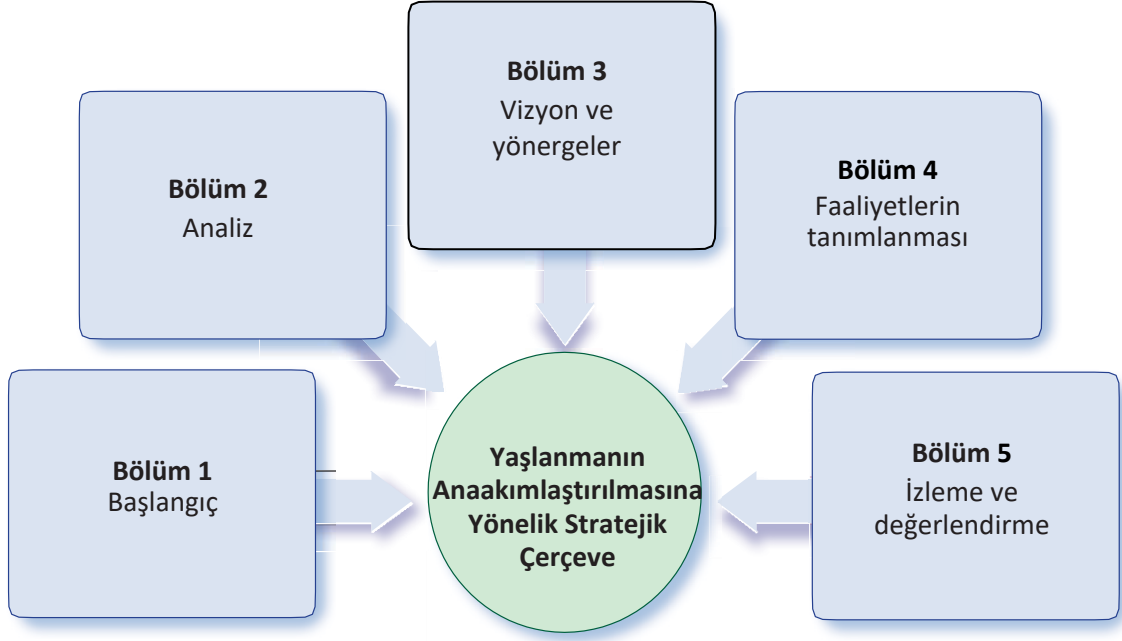 Bölüm 1
Başlangıç
Bölüm 2
Analiz
Bölüm 3
Vizyon ve
yönergeler
Bölüm 4
Faaliyetlerin
tanımlanması
Bölüm 5
İzleme ve
değerlendirme
Yaşlanmanın
Anaakımlaştırılmasına
Yönelik Stratejik
Çerçeve